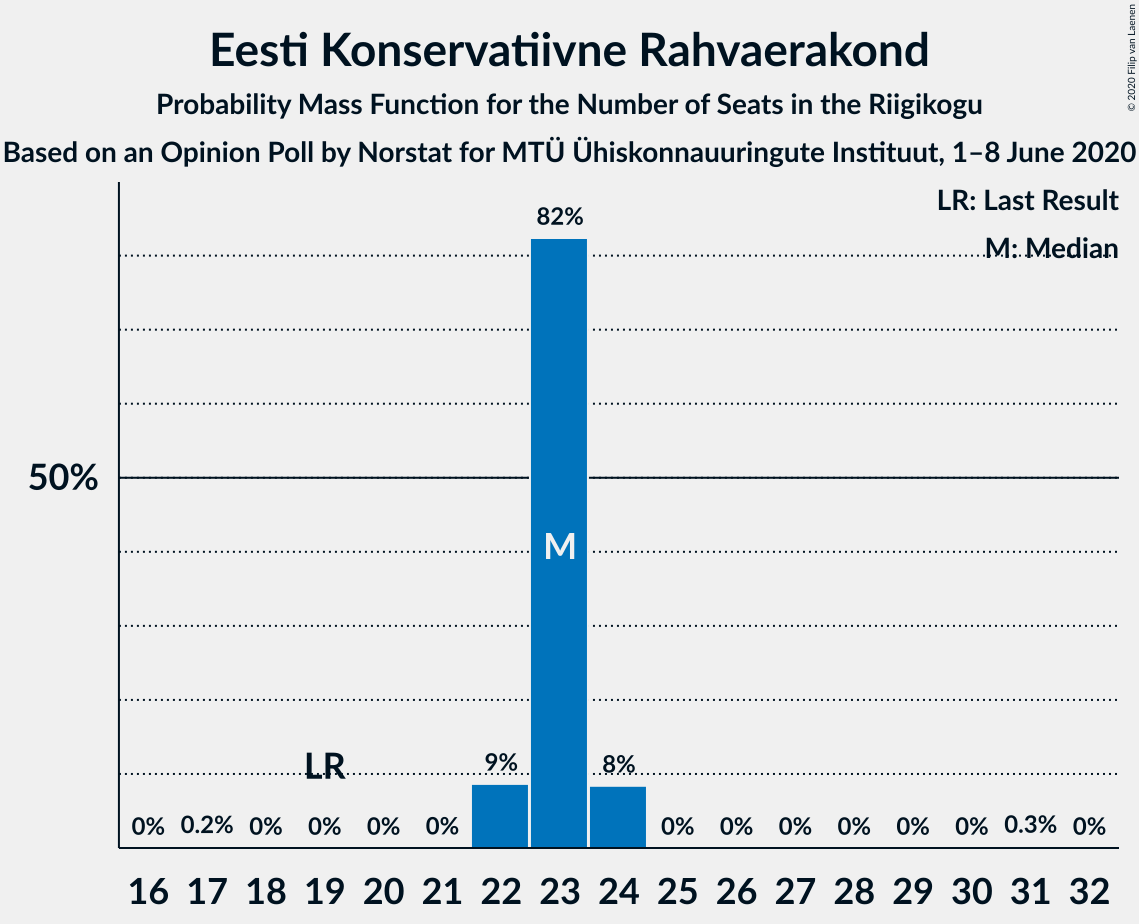 Eesti Konservatiivne Rahvaerakond
Probability Mass Function for the Number of Seats in the Riigikogu
Based on an Opinion Poll by Norstat for MTÜ Ühiskonnauuringute Instituut, 1–8 June 2020
© 2020 Filip van Laenen
LR: Last Result
M: Median
82%
50%
M
LR
9%
8%
0% 0.2% 0% 0% 0% 0% 0% 0% 0% 0% 0% 0% 0.3% 0%
16 17 18 19 20 21 22 23 24 25 26 27 28 29 30 31 32